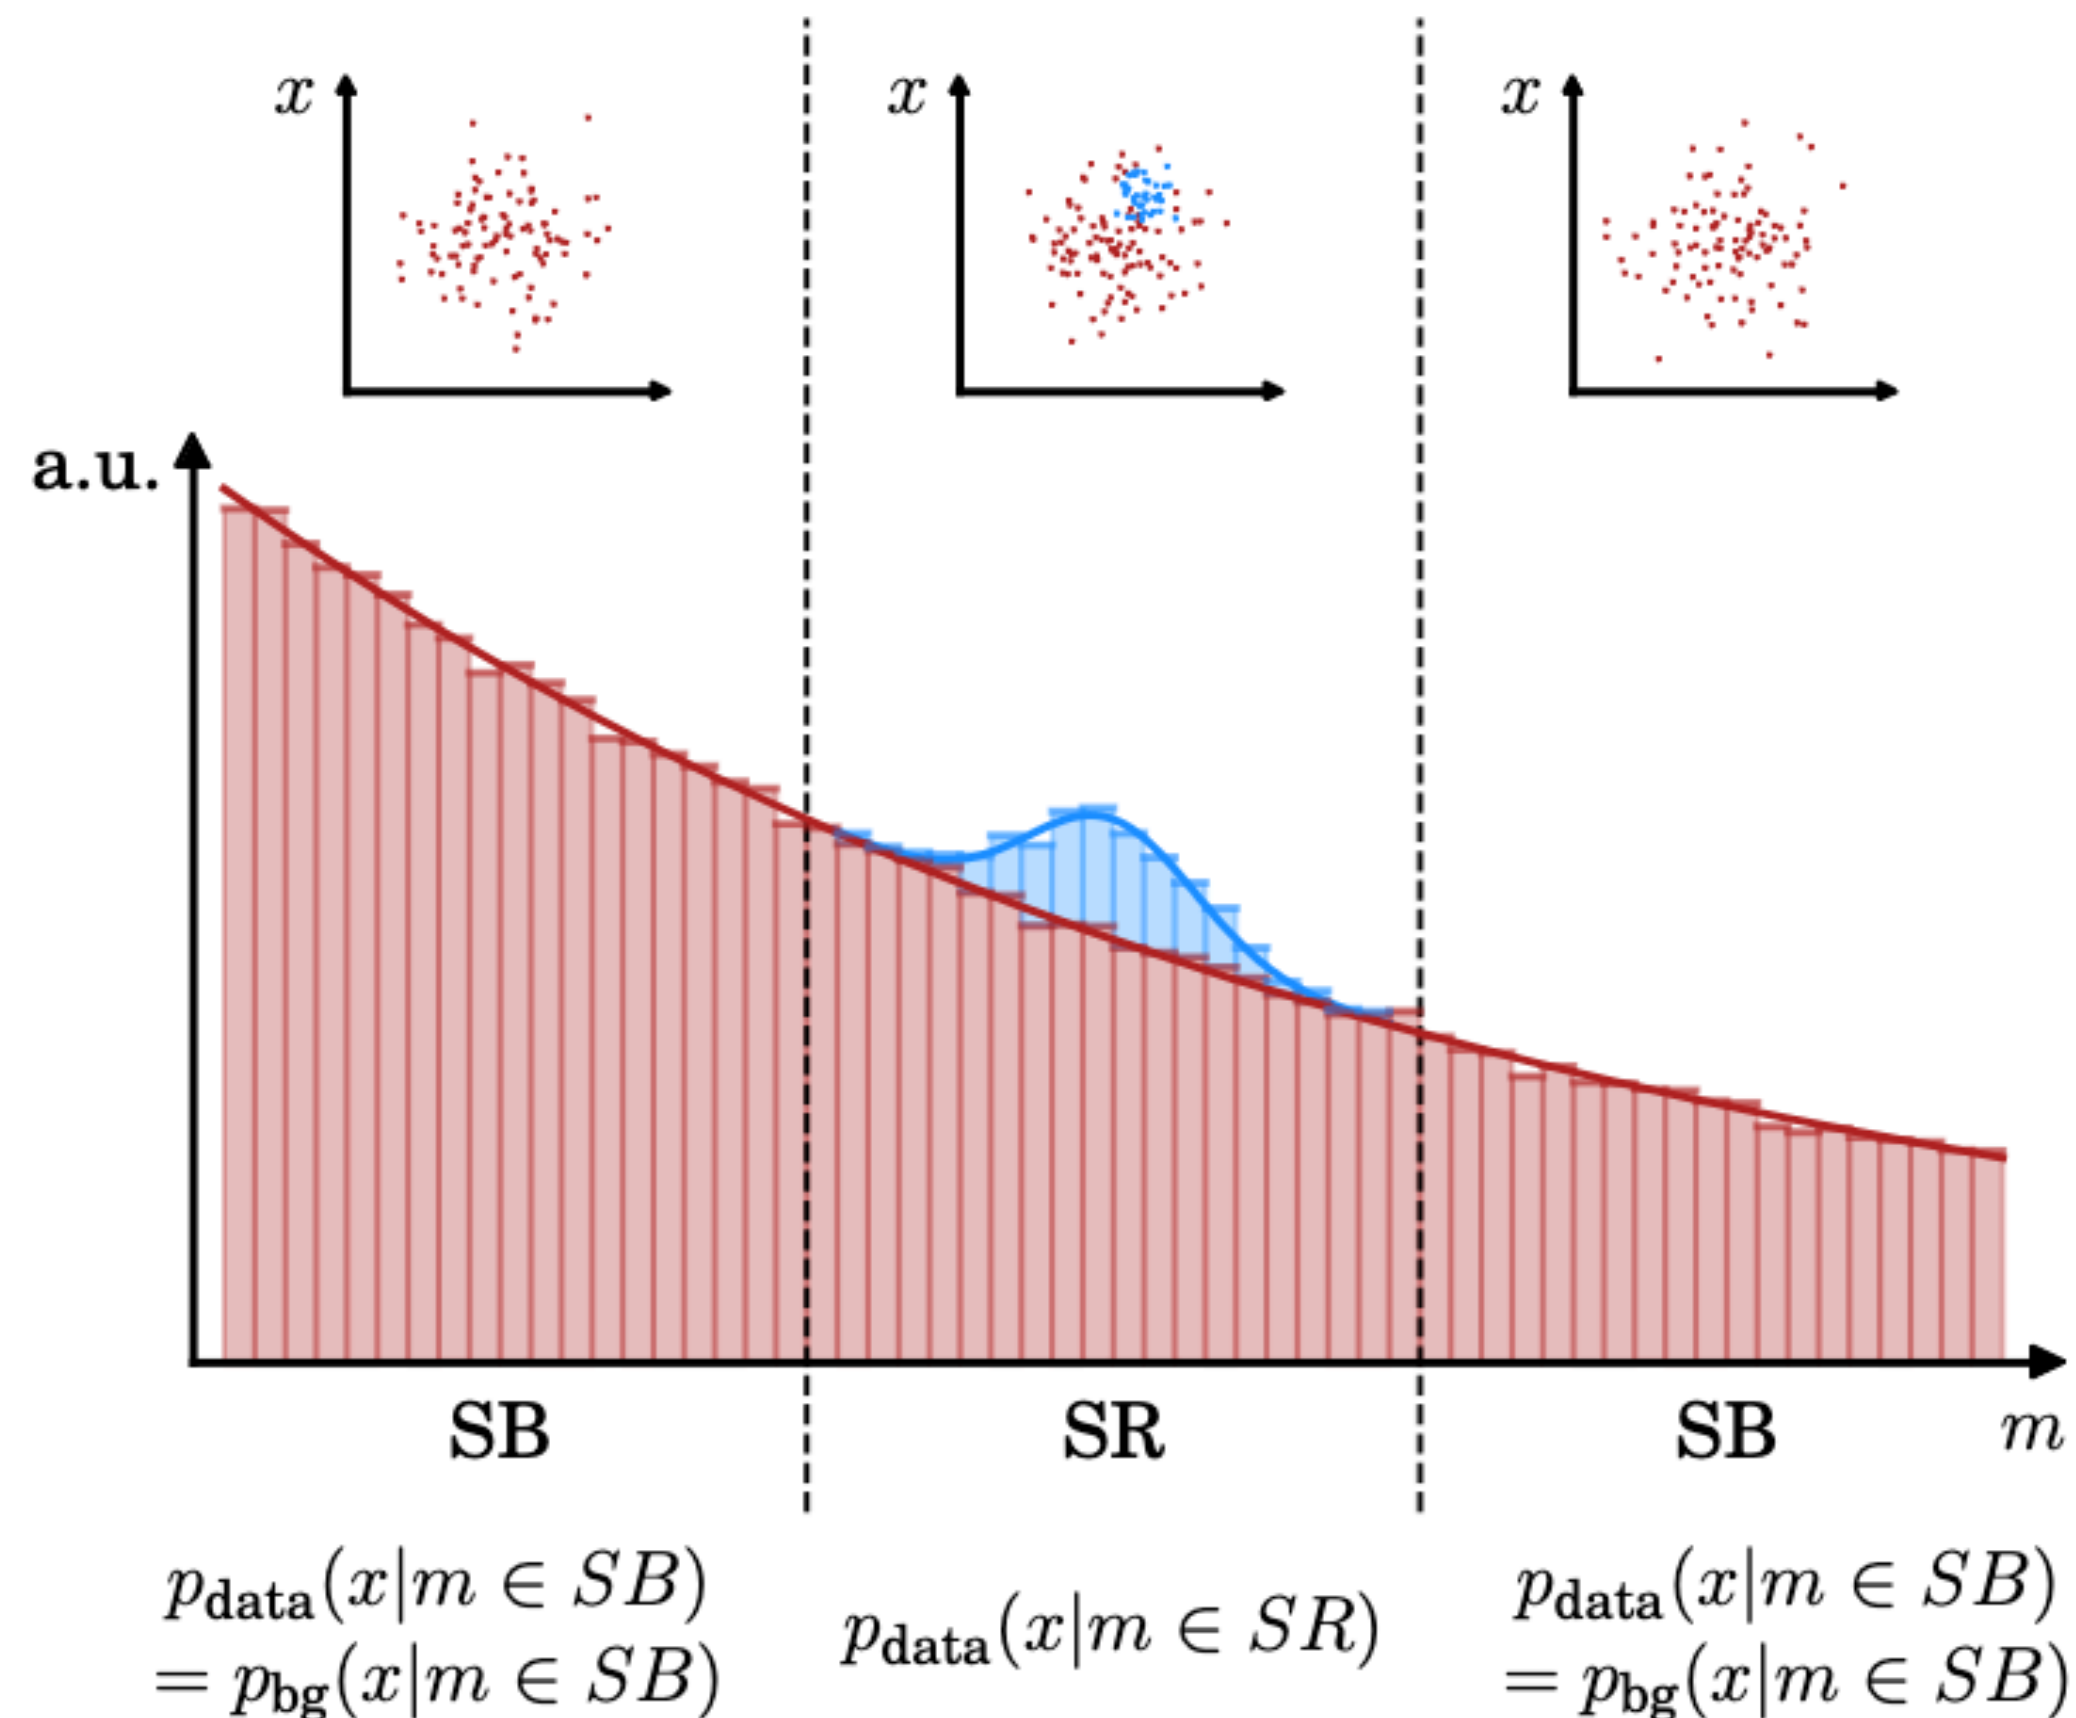 x
x
x
a.u.
SB
SR
SB
m
p_data(x|m ∈ SB)
= p_bg(x|m ∈ SB)
p_data(x|m ∈ SR)
p_data(x|m ∈ SB)
= p_bg(x|m ∈ SB)